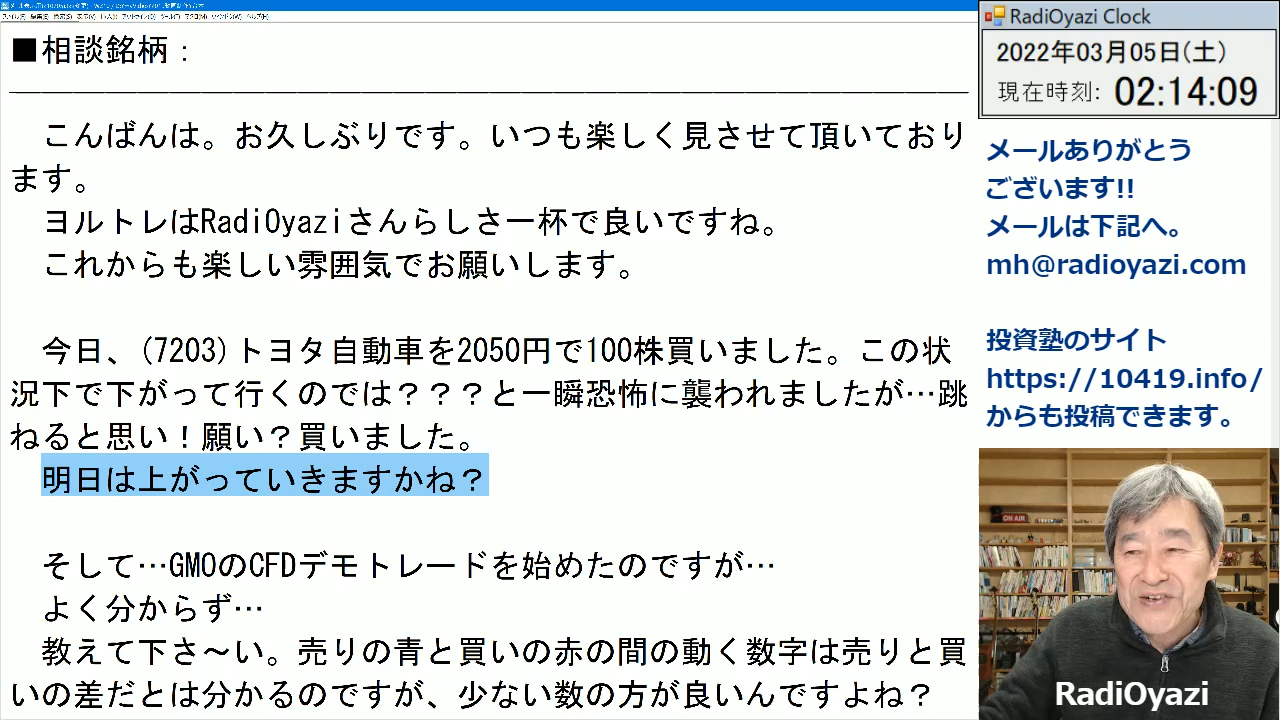 ■相談銘柄：
こんばんは。お久しぶりです。いつも楽しく見させて頂いており
ます。
ヨルトレはRadiOyaziさんらしさ一杯で良いですね。
これからも楽しい雰囲気でお願いします。
今日、(7203)トヨタ自動車を2050円で100株買いました。この状
況下で下がって行くのでは？？？と一瞬恐怖に襲われましたが…跳
ねると思い！願い？買いました。
明日は上がっていきますかね？
そして…GMOのCFDデモトレードを始めたのですが…
よく分からず…
教えて下さ～い。売りの青と買いの赤の間の動く数字は売りと買
いの差だとは分かるのですが、少ない数の方が良いんですよね？
RadiOyazi Clock
2022年03月05日(土)
現在時刻: 02:14:09
メールありがとう
ございます!!
メールは下記へ。
mh@radioyazi.com
投資塾のサイト
https://10419.info/
からも投稿できます。
ON AIR
RadiOyazi